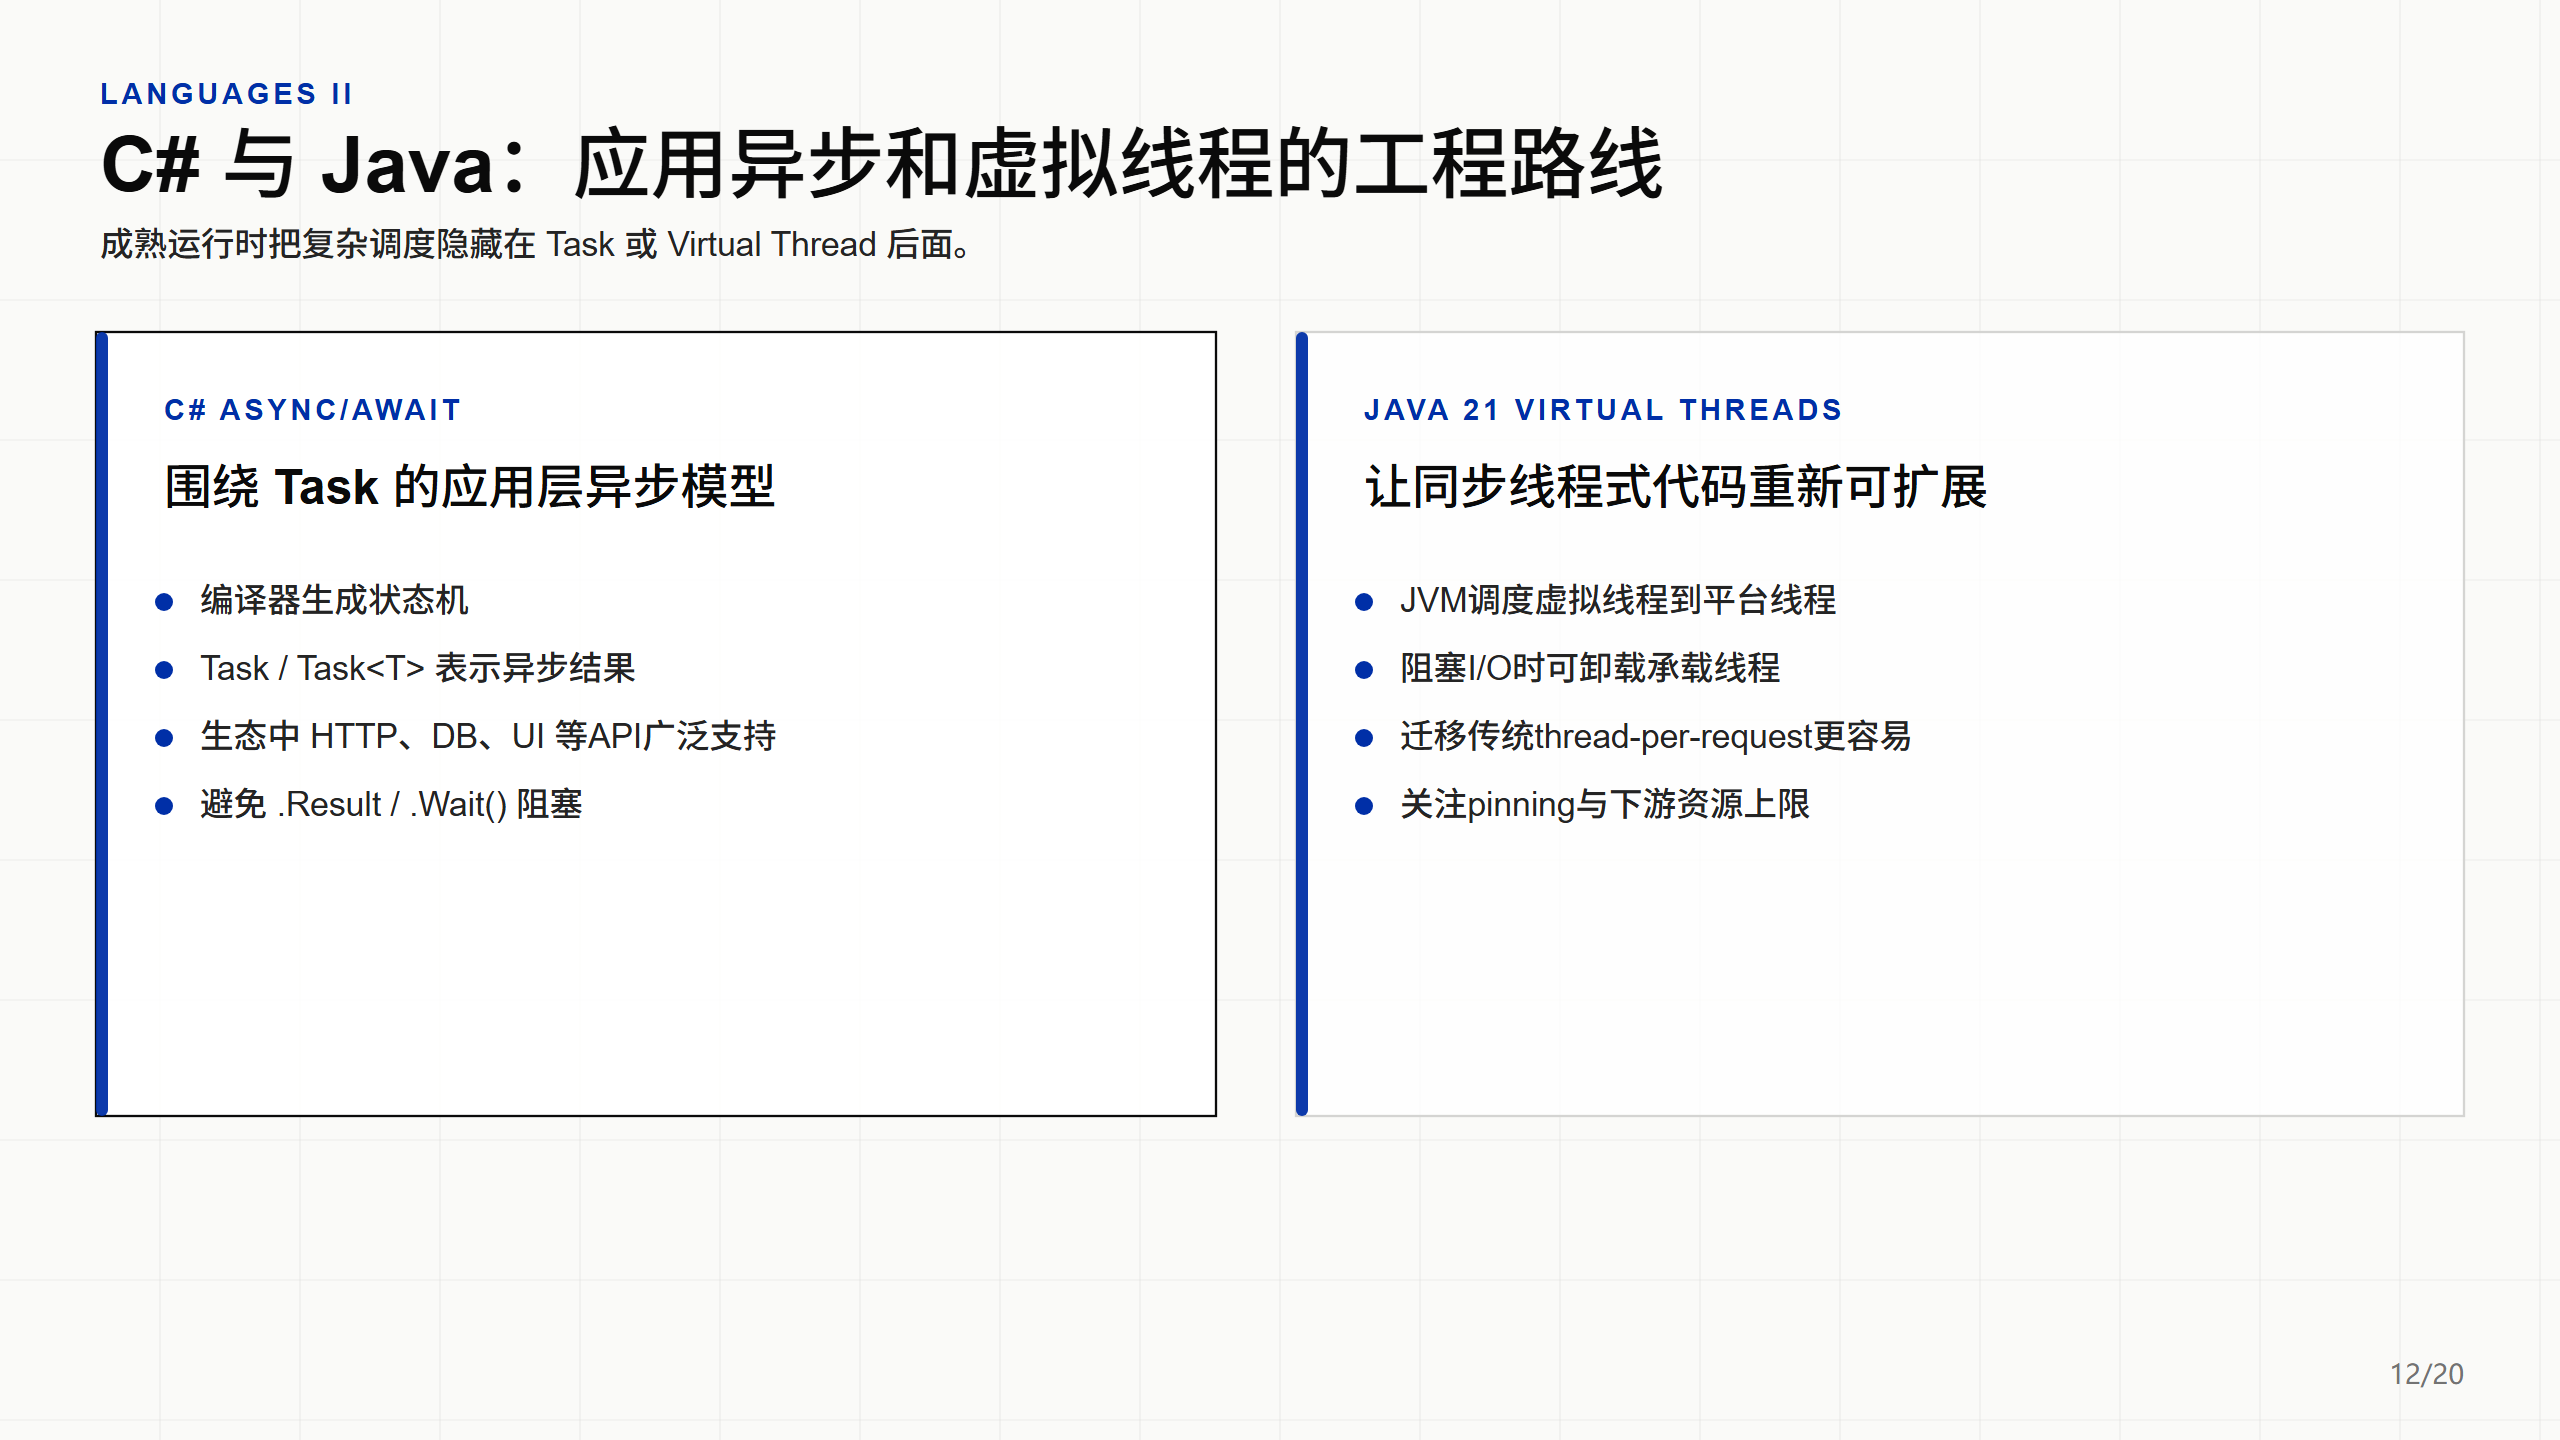 LANGUAGES II
C# 与 Java：应用异步和虚拟线程的工程路线
成熟运行时把复杂调度隐藏在 Task 或 Virtual Thread 后面。
C# ASYNC/AWAIT
围绕 Task 的应用层异步模型
编译器生成状态机
Task / Task<T> 表示异步结果
生态中 HTTP、DB、UI 等API广泛支持
避免 .Result / .Wait() 阻塞
JAVA 21 VIRTUAL THREADS
让同步线程式代码重新可扩展
JVM调度虚拟线程到平台线程
阻塞I/O时可卸载承载线程
迁移传统thread-per-request更容易
关注pinning与下游资源上限
12/20